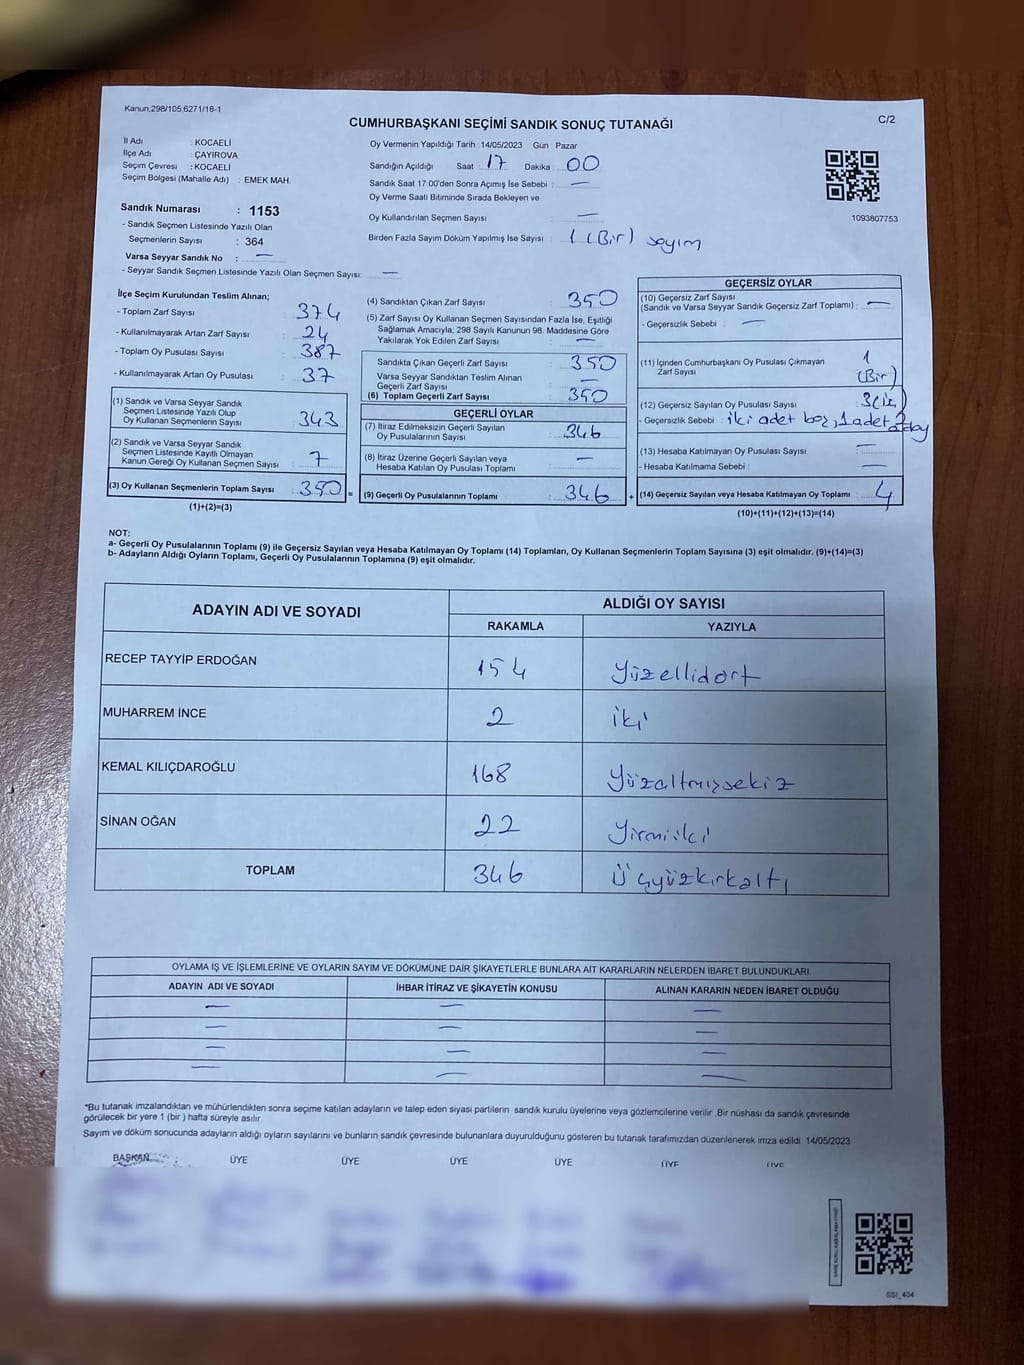 Kanun:298/105,6271/18-1
C/2
CUMHURBAŞKANI SEÇİMİ SANDIK SONUÇ TUTANAĞI
İl Adı : KOCAELİ
İlçe Adı : ÇAYIROVA
Seçim Çevresi : KOCAELİ
Seçim Bölgesi (Mahalle Adı) : EMEK MAH.
Oy Vermenin Yapıldığı Tarih :14/05/2023 Gün : Pazar
Sandığın Açıldığı Saat : 17 Dakika : 00
Sandık Saat 17.00'den Sonra Açımış İse Sebebi : —
Oy Verme Saati Bitiminde Sırada Bekleyen ve
Oy Kullandırılan Seçmen Sayısı : —
Birden Fazla Sayım Döküm Yapılmış İse Sayısı : 1 (Bir) sayım
1093807753
Sandık Numarası : 1153
- Sandık Seçmen Listesinde Yazılı Olan
Seçmenlerin Sayısı : 364
Varsa Seyyar Sandık No : —
- Seyyar Sandık Seçmen Listesinde Yazılı Olan Seçmen Sayısı: —
İlçe Seçim Kurulundan Teslim Alınan;
- Toplam Zarf Sayısı : 374
- Kullanılmayarak Artan Zarf Sayısı : 24
- Toplam Oy Pusulası Sayısı : 387
- Kullanılmayarak Artan Oy Pusulası : 37
(1) Sandık ve Varsa Seyyar Sandık
Seçmen Listesinde Yazılı Olup
Oy Kullanan Seçmenlerin Sayısı : 343
(2) Sandık ve Varsa Seyyar Sandık
Seçmen Listesinde Kayıtlı Olmayan
Kanun Gereği Oy Kullanan Seçmen Sayısı : 7
(3) Oy Kullanan Seçmenlerin Toplam Sayısı : 350 =
(1)+(2)=(3)
(4) Sandıktan Çıkan Zarf Sayısı : 350
(5) Zarf Sayısı Oy Kullanan Seçmen Sayısından Fazla İse, Eşitliği
Sağlamak Amacıyla; 298 Sayılı Kanunun 98. Maddesine Göre
Yakılarak Yok Edilen Zarf Sayısı : —
Sandıkta Çıkan Geçerli Zarf Sayısı : 350
Varsa Seyyar Sandıktan Teslim Alınan
Geçerli Zarf Sayısı : —
(6) Toplam Geçerli Zarf Sayısı : 350
GEÇERLİ OYLAR
(7) İtiraz Edilmeksizin Geçerli Sayılan
Oy Pusulalarının Sayısı : 346
(8) İtiraz Üzerine Geçerli Sayılan veya
Hesaba Katılan Oy Pusulası Toplamı : —
(9) Geçerli Oy Pusulalarının Toplamı : 346 +
GEÇERSİZ OYLAR
(10) Geçersiz Zarf Sayısı
(Sandık ve Varsa Seyyar Sandık Geçersiz Zarf Toplamı) : —
- Geçersizlik Sebebi : —
(11) İçinden Cumhurbaşkanı Oy Pusulası Çıkmayan
Zarf Sayısı : 1 (Bir)
(12) Geçersiz Sayılan Oy Pusulası Sayısı : 3
- Geçersizlik Sebebi : iki adet boş, 1 adet 2 aday
(13) Hesaba Katılmayan Oy Pusulası Sayısı : —
- Hesaba Katılmama Sebebi : —
(14) Geçersiz Sayılan veya Hesaba Katılmayan Oy Toplamı : 4
(10)+(11)+(12)+(13)=(14)
NOT:
a- Geçerli Oy Pusulalarının Toplamı (9) ile Geçersiz Sayılan veya Hesaba Katılmayan Oy Toplamı (14) Toplamları, Oy Kullanan Seçmenlerin Toplam Sayısına (3) eşit olmalıdır. (9)+(14)=(3)
b- Adayların Aldığı Oyların Toplamı, Geçerli Oy Pusulalarının Toplamına (9) eşit olmalıdır.
ADAYIN ADI VE SOYADI
ALDIĞI OY SAYISI
RAKAMLA YAZIYLA
RECEP TAYYİP ERDOĞAN 154 Yüzellidört
MUHARREM İNCE 2 iki
KEMAL KILIÇDAROĞLU 168 Yüzaltmışsekiz
SİNAN OĞAN 22 Yirmiiki
TOPLAM 346 Üçyüzkırkaltı
OYLAMA İŞ VE İŞLEMLERİNE VE OYLARIN SAYIM VE DÖKÜMÜNE DAİR ŞİKAYETLERLE BUNLARA AİT KARARLARIN NELERDEN İBARET BULUNDUKLARI
ADAYIN ADI VE SOYADI İHBAR İTİRAZ VE ŞİKAYETİN KONUSU ALINAN KARARIN NEDEN İBARET OLDUĞU
— — —
— — —
— — —
— — —
*Bu tutanak imzalandıktan ve mühürlendikten sonra seçime katılan adayların ve talep eden siyasi partilerin sandık kurulu üyelerine veya gözlemcilerine verilir. Bir nüshası da sandık çevresinde
görülecek bir yere 1 (bir ) hafta süreyle asılır.
Sayım ve döküm sonucunda adayların aldığı oyların sayılarını ve bunların sandık çevresinde bulunanlara duyurulduğunu gösteren bu tutanak tarafımızdan düzenlenerek imza edildi. 14/05/2023
BAŞKAN ÜYE ÜYE ÜYE ÜYE ÜYE ÜYE
SSI_404